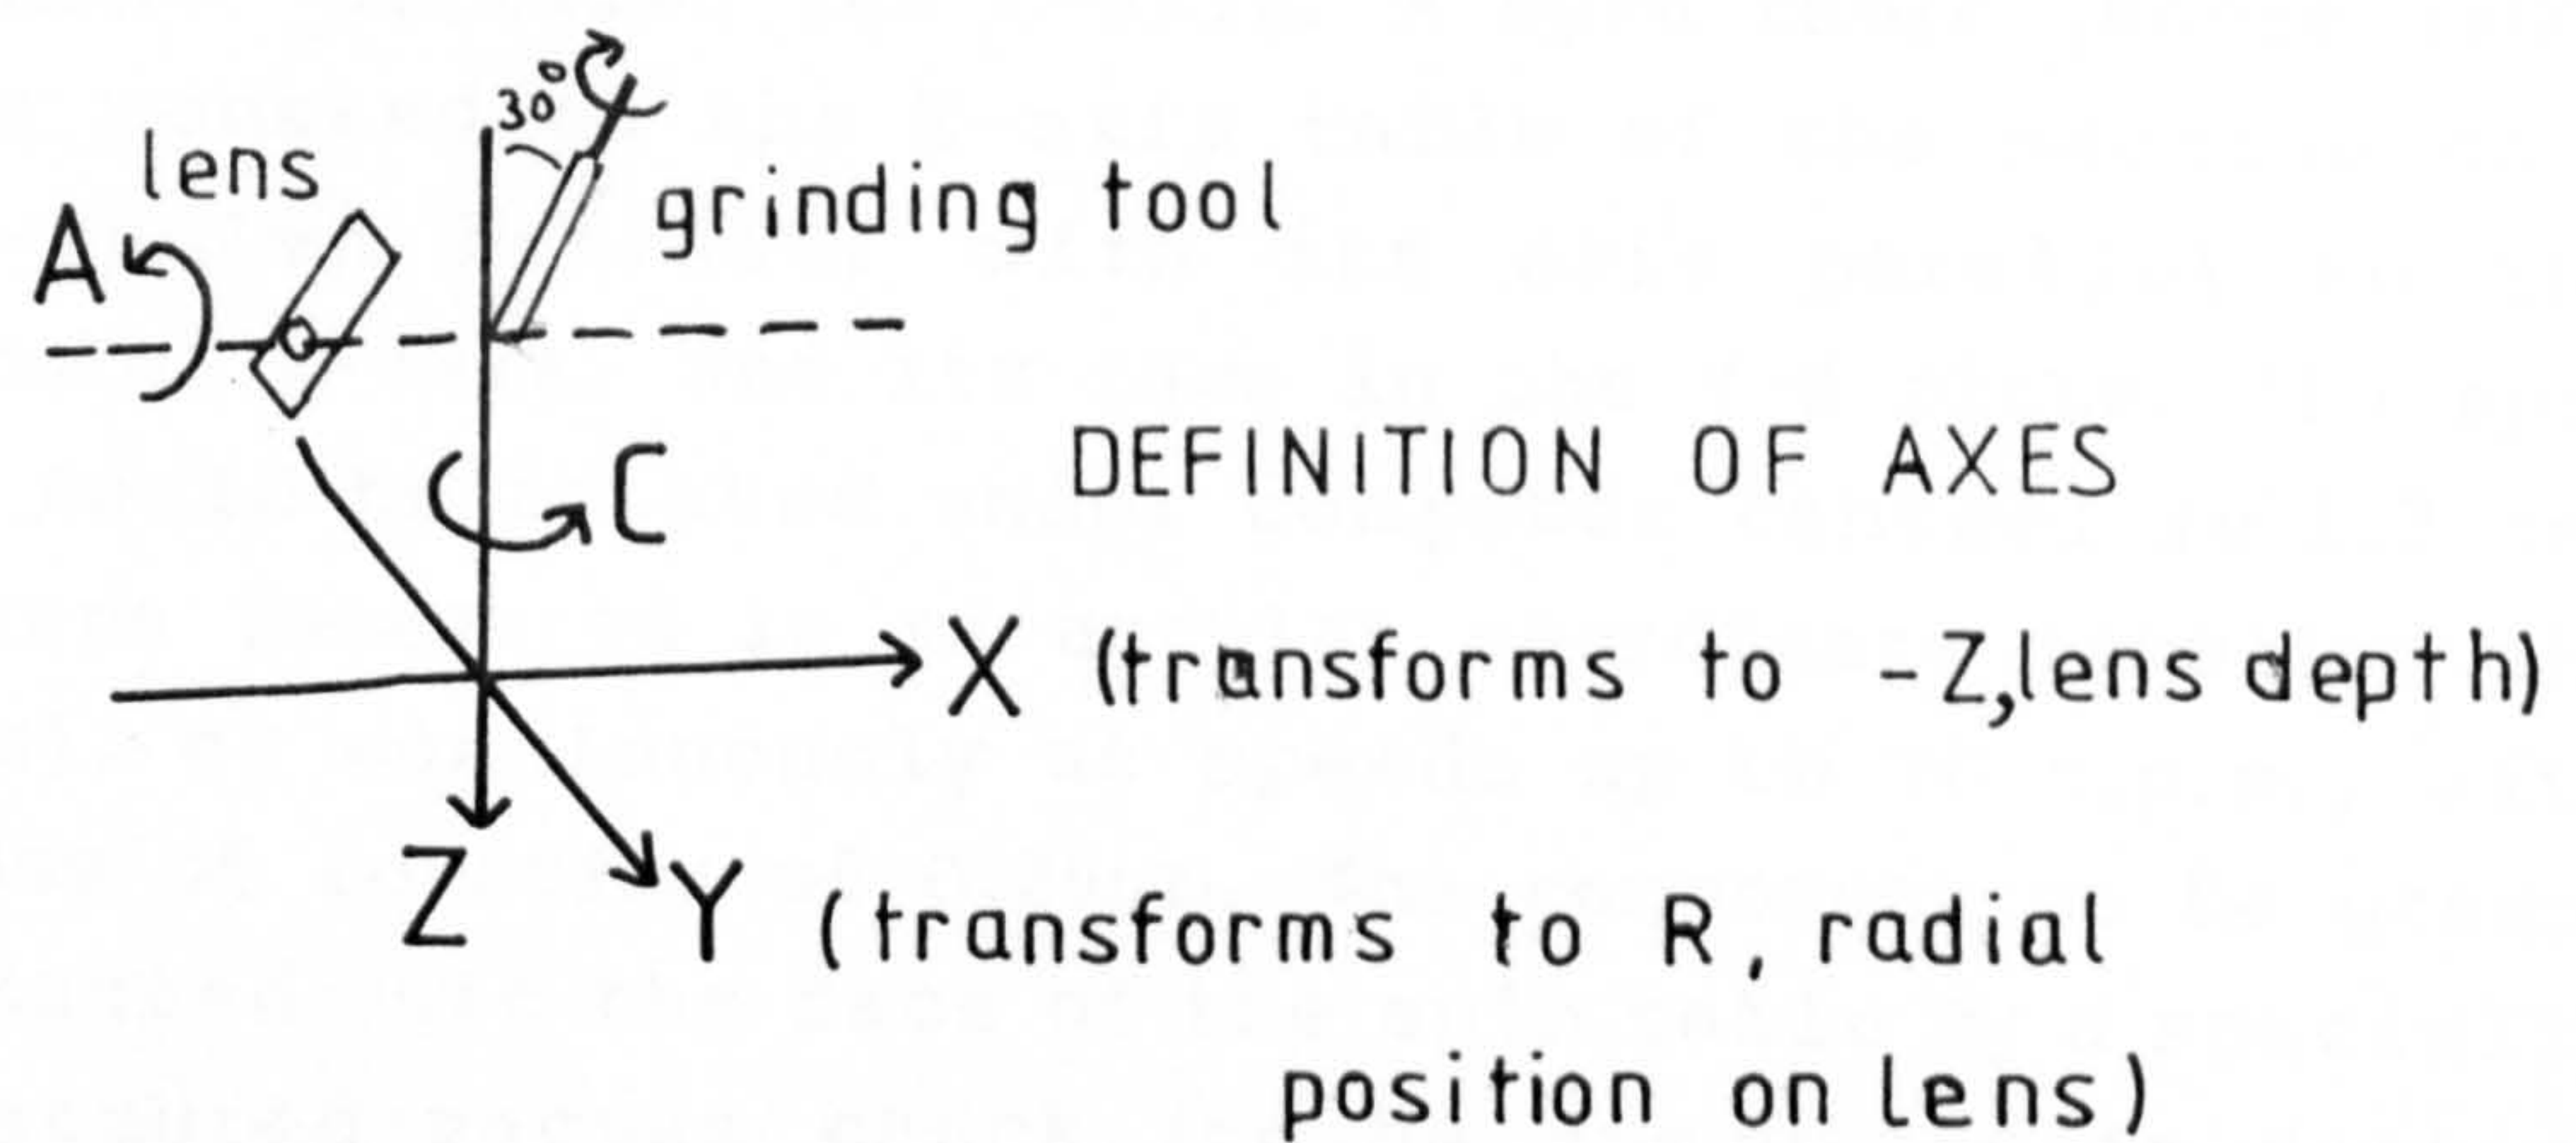 30°
lens
A
grinding tool
DEFINITION OF AXES
C
X (transforms to -Z,lens depth)
Z
Y (transforms to R, radial
position on lens)